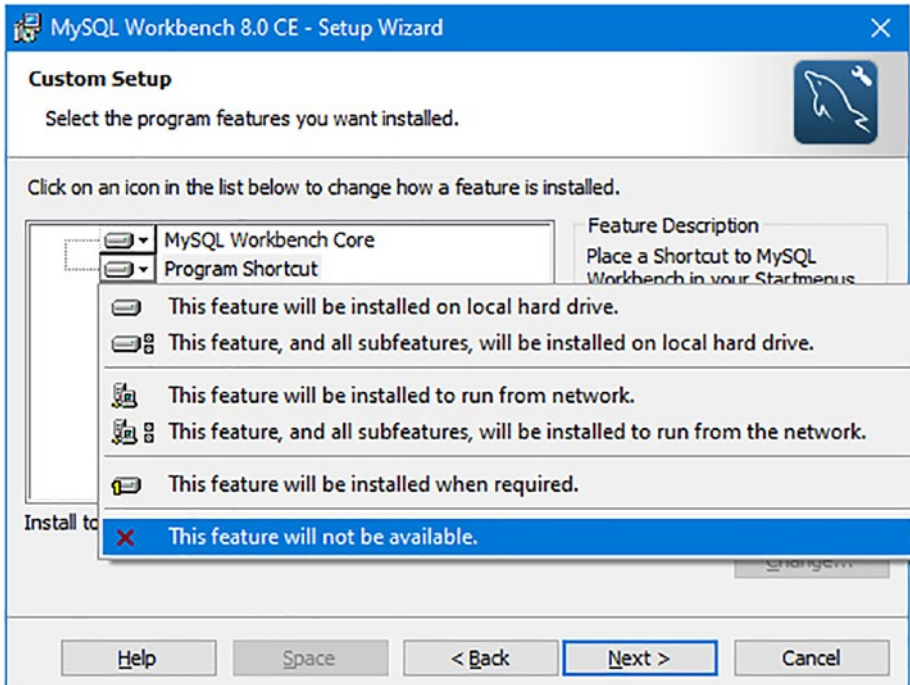 MySQL Workbench 8.0 CE - Setup Wizard
Custom Setup
Select the program features you want installed.
Click on an icon in the list below to change how a feature is installed.
MySQL Workbench Core
Program Shortcut
Feature Description
Place a Shortcut to MySQL
Workbench in your Startmenus
This feature will be installed on local hard drive.
This feature, and all subfeatures, will be installed on local hard drive.
This feature will be installed to run from network.
This feature, and all subfeatures, will be installed to run from the network.
This feature will be installed when required.
This feature will not be available.
Install to
Change...
Help
Space
< Back
Next >
Cancel